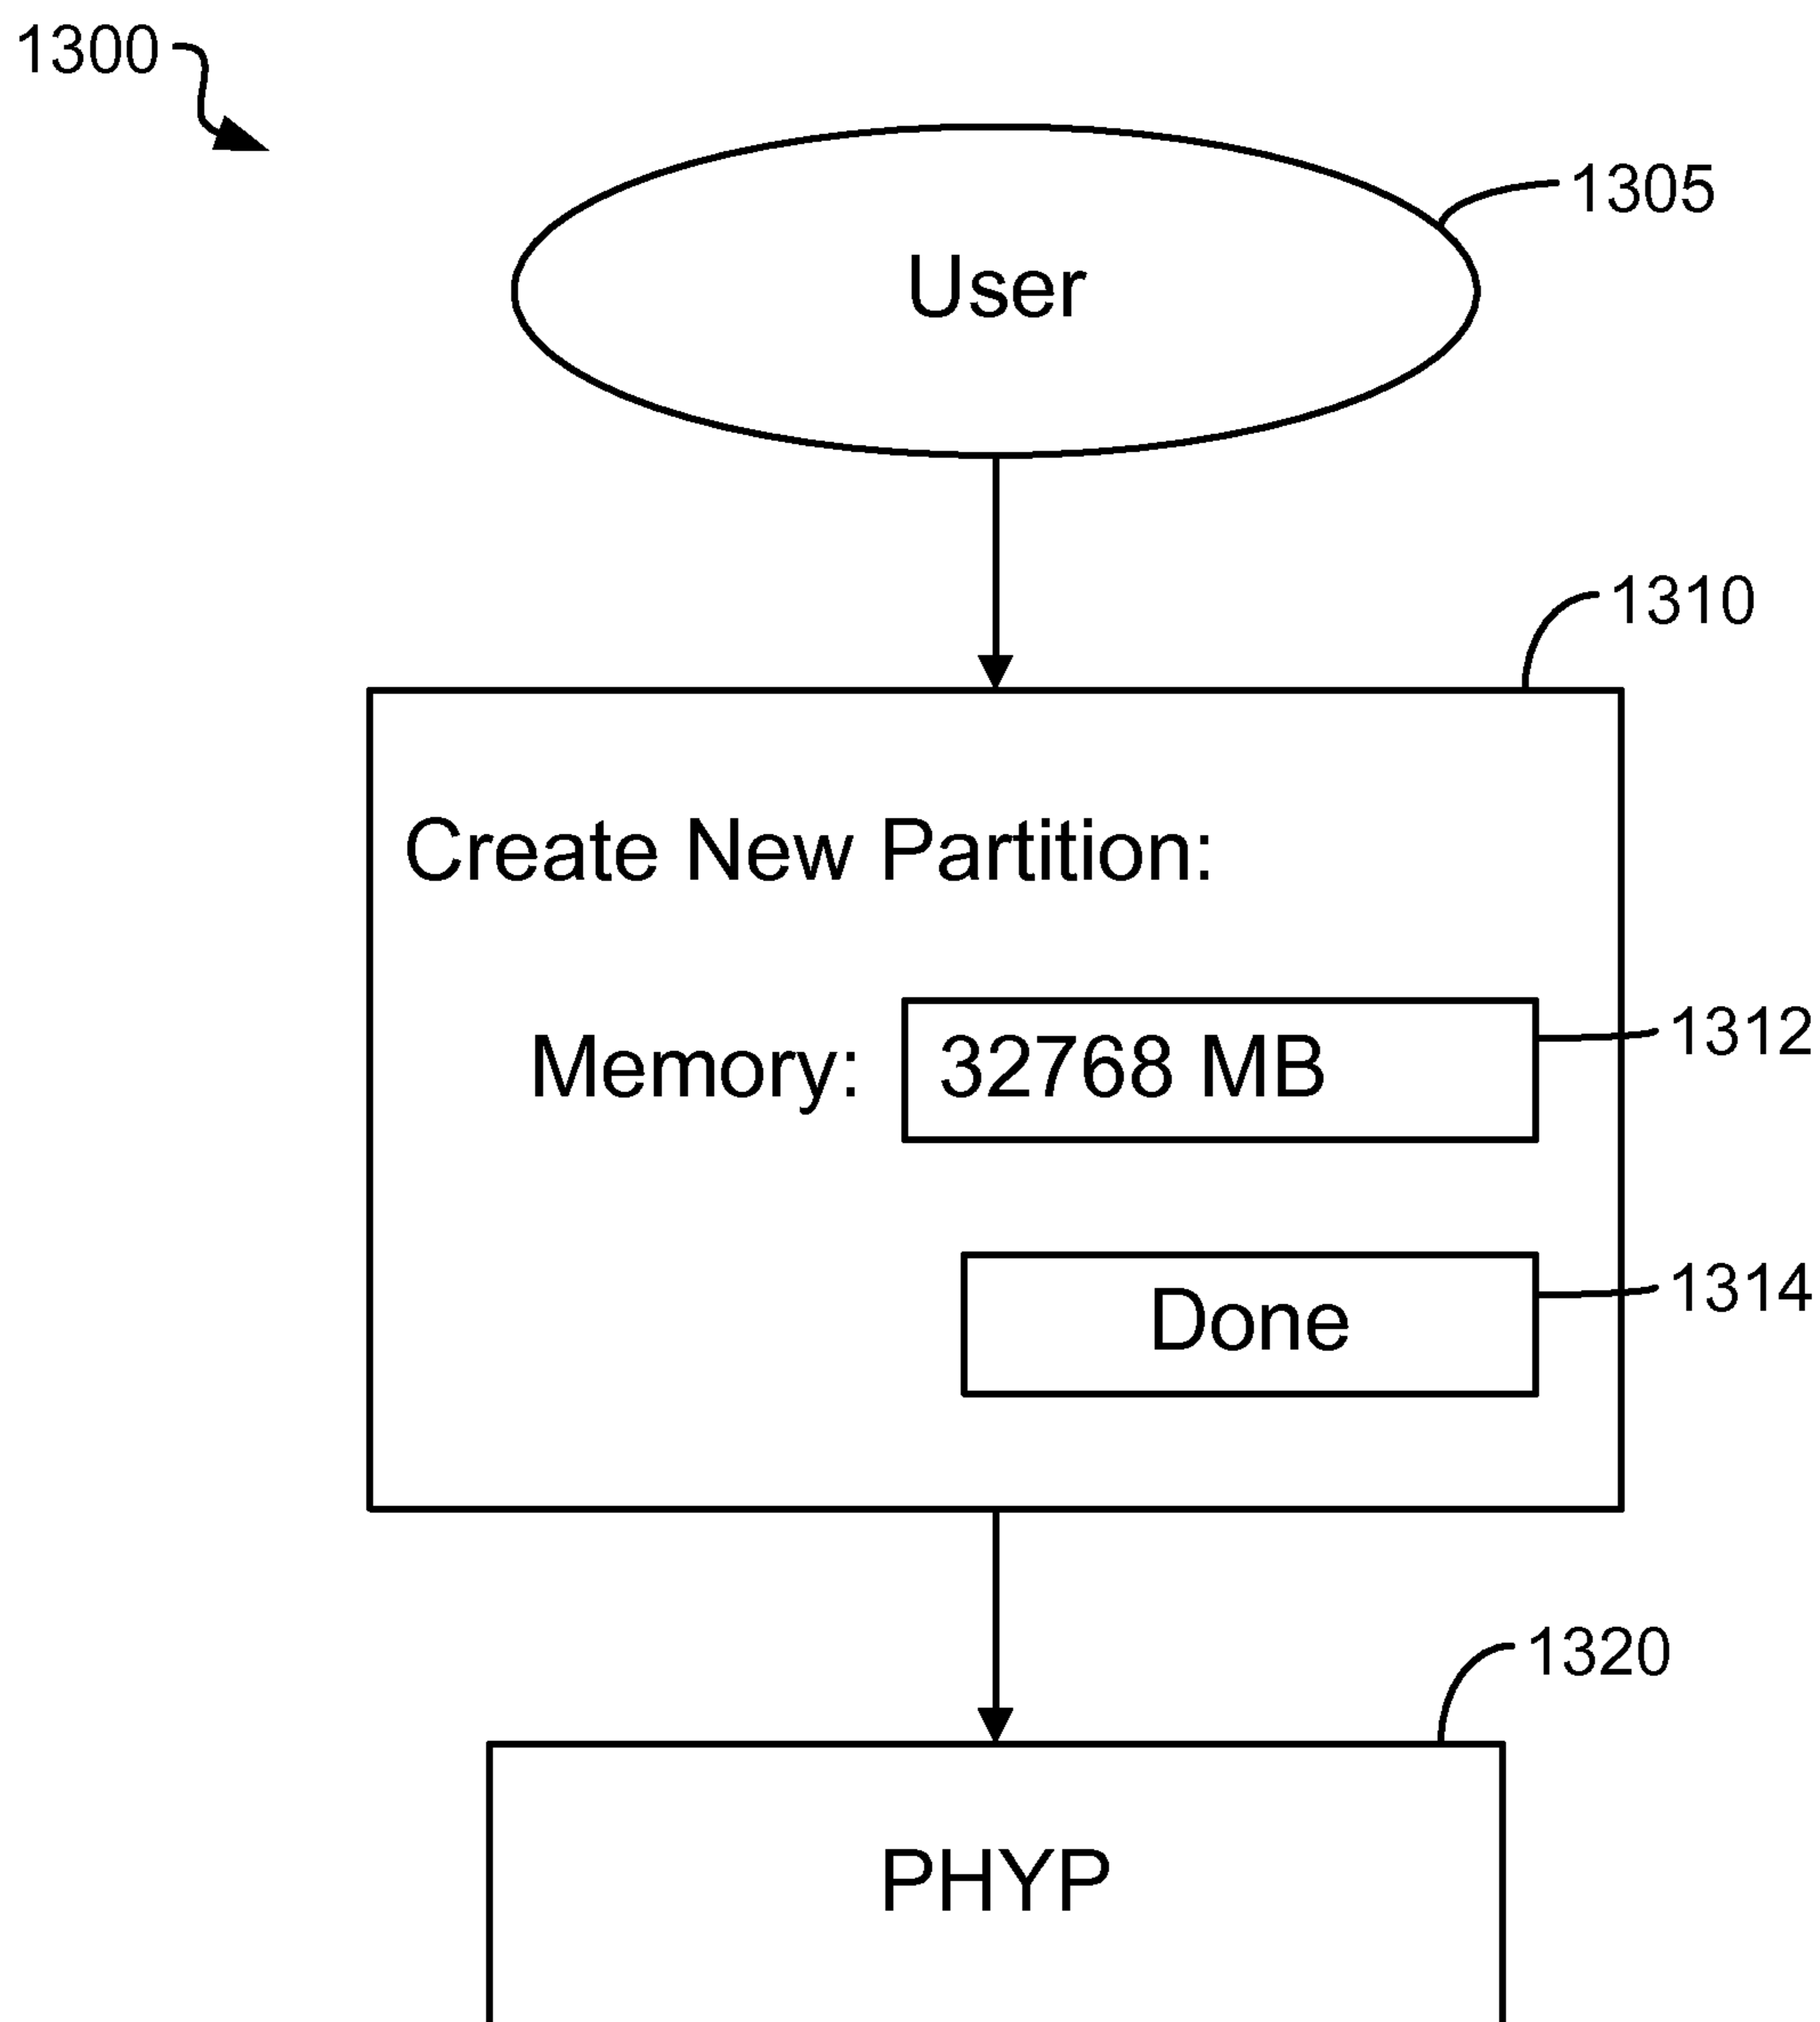 1300
1305
User
1310
Create New Partition:
Memory: 32768 MB
1312
Done
1314
1320
PHYP